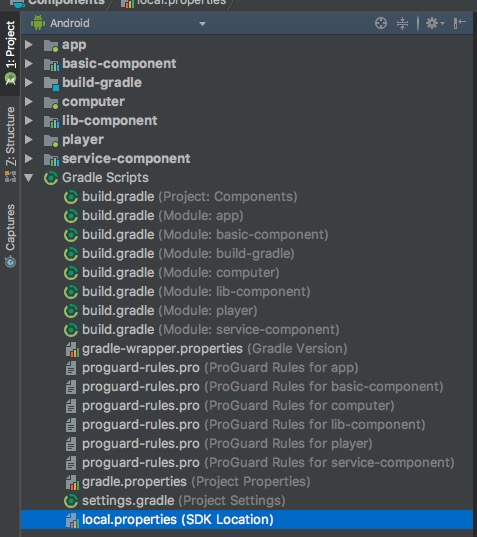 Components local.properties
Android
app
basic-component
build-gradle
computer
lib-component
player
service-component
Gradle Scripts
build.gradle (Project: Components)
build.gradle (Module: app)
build.gradle (Module: basic-component)
build.gradle (Module: build-gradle)
build.gradle (Module: computer)
build.gradle (Module: lib-component)
build.gradle (Module: player)
build.gradle (Module: service-component)
gradle-wrapper.properties (Gradle Version)
proguard-rules.pro (ProGuard Rules for app)
proguard-rules.pro (ProGuard Rules for basic-component)
proguard-rules.pro (ProGuard Rules for computer)
proguard-rules.pro (ProGuard Rules for lib-component)
proguard-rules.pro (ProGuard Rules for player)
proguard-rules.pro (ProGuard Rules for service-component)
gradle.properties (Project Properties)
settings.gradle (Project Settings)
local.properties (SDK Location)
1: Project
Z: Structure
Captures